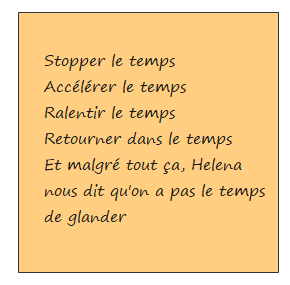 Stopper le temps
Accélérer le temps
Ralentir le temps
Retourner dans le temps
Et malgré tout ça, Helena
nous dit qu'on a pas le temps
de glander